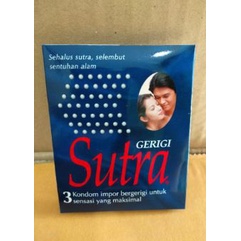 Sehalus sutra, selembut
sentuhan alam
GERIGI
Sutra
3 Kondom impor bergerigi untuk
sensasi yang maksimal